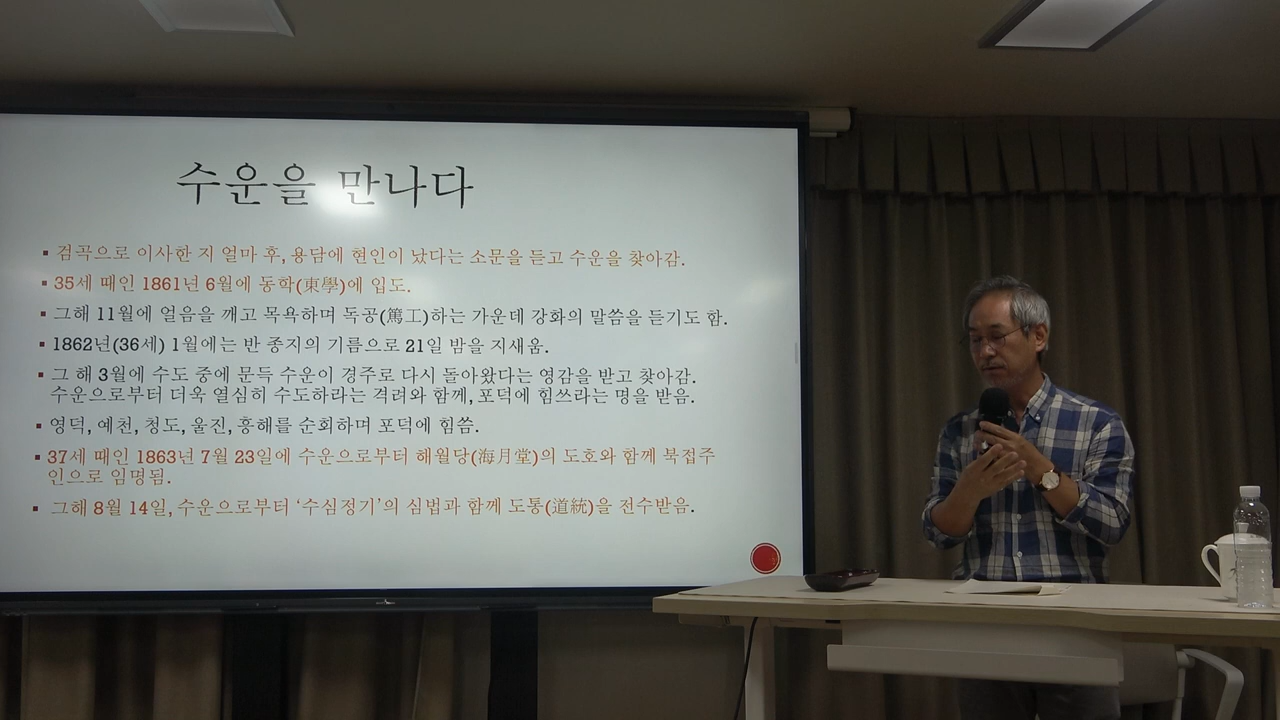 수운을 만나다
▪ 검곡으로 이사한 지 얼마 후, 용담에 현인이 났다는 소문을 듣고 수운을 찾아감.
▪ 35세 때인 1861년 6월에 동학(東學)에 입도.
▪ 그해 11월에 얼음을 깨고 목욕하며 독공(篤工)하는 가운데 강화의 말씀을 듣기도 함.
▪ 1862년(36세) 1월에는 반 종지의 기름으로 21일 밤을 지새움.
▪ 그 해 3월에 수도 중에 문득 수운이 경주로 다시 돌아왔다는 영감을 받고 찾아감.
수운으로부터 더욱 열심히 수도하라는 격려와 함께, 포덕에 힘쓰라는 명을 받음.
▪ 영덕, 예천, 청도, 울진, 흥해를 순회하며 포덕에 힘씀.
▪ 37세 때인 1863년 7월 23일에 수운으로부터 해월당(海月堂)의 도호와 함께 북접주
인으로 임명됨.
▪ 그해 8월 14일, 수운으로부터 ‘수심정기’의 심법과 함께 도통(道統)을 전수받음.